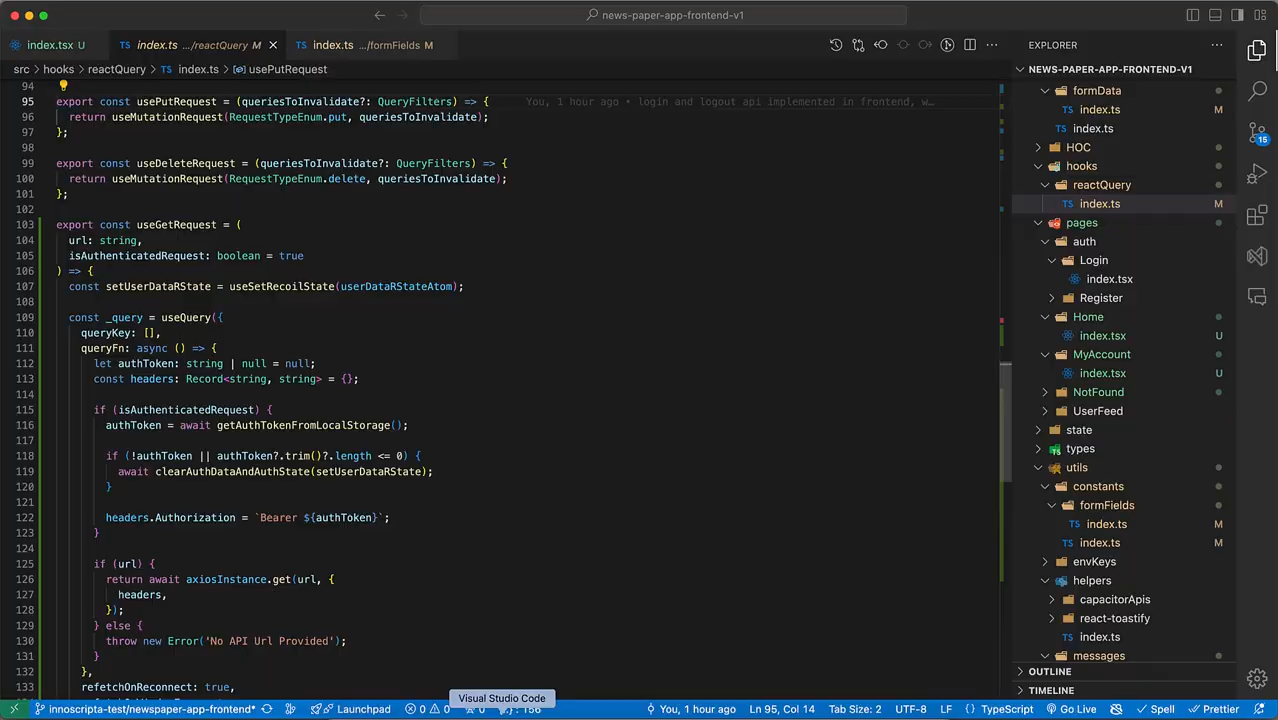 news-paper-app-frontend-v1
index.tsx U
index.ts .../reactQuery M
index.ts .../formFields M
src > hooks > reactQuery > TS index.ts > usePutRequest
94
95 export const usePutRequest = (queriesToInvalidate?: QueryFilters) => { You, 1 hour ago • login and logout api implemented in frontend, w…
96 return useMutationRequest(RequestTypeEnum.put, queriesToInvalidate);
97 };
98
99 export const useDeleteRequest = (queriesToInvalidate?: QueryFilters) => {
100 return useMutationRequest(RequestTypeEnum.delete, queriesToInvalidate);
101 };
102
103 export const useGetRequest = (
104 url: string,
105 isAuthenticatedRequest: boolean = true
106 ) => {
107 const setUserDataRState = useSetRecoilState(userDataRStateAtom);
108
109 const _query = useQuery({
110 queryKey: [],
111 queryFn: async () => {
112 let authToken: string | null = null;
113 const headers: Record<string, string> = {};
114
115 if (isAuthenticatedRequest) {
116 authToken = await getAuthTokenFromLocalStorage();
117
118 if (!authToken || authToken?.trim()?.length <= 0) {
119 await clearAuthDataAndAuthState(setUserDataRState);
120 }
121
122 headers.Authorization = `Bearer ${authToken}`;
123 }
124
125 if (url) {
126 return await axiosInstance.get(url, {
127 headers,
128 });
129 } else {
130 throw new Error('No API Url Provided');
131 }
132 },
133 refetchOnReconnect: true,
EXPLORER
NEWS-PAPER-APP-FRONTEND-V1
formData
TS index.ts M
TS index.ts
HOC
hooks
reactQuery
TS index.ts M
pages
auth
Login
index.tsx
Register
Home
index.tsx U
MyAccount
index.tsx U
NotFound
UserFeed
state
types
utils
constants
formFields
TS index.ts M
TS index.ts M
envKeys
helpers
capacitorApis
react-toastify
TS index.ts
messages
OUTLINE
TIMELINE
15
Visual Studio Code
innoscripta-test/newspaper-app-frontend* Launchpad 0 0 0 You, 1 hour ago Ln 95, Col 14 Tab Size: 2 UTF-8 LF {} TypeScript Go Live Spell Prettier